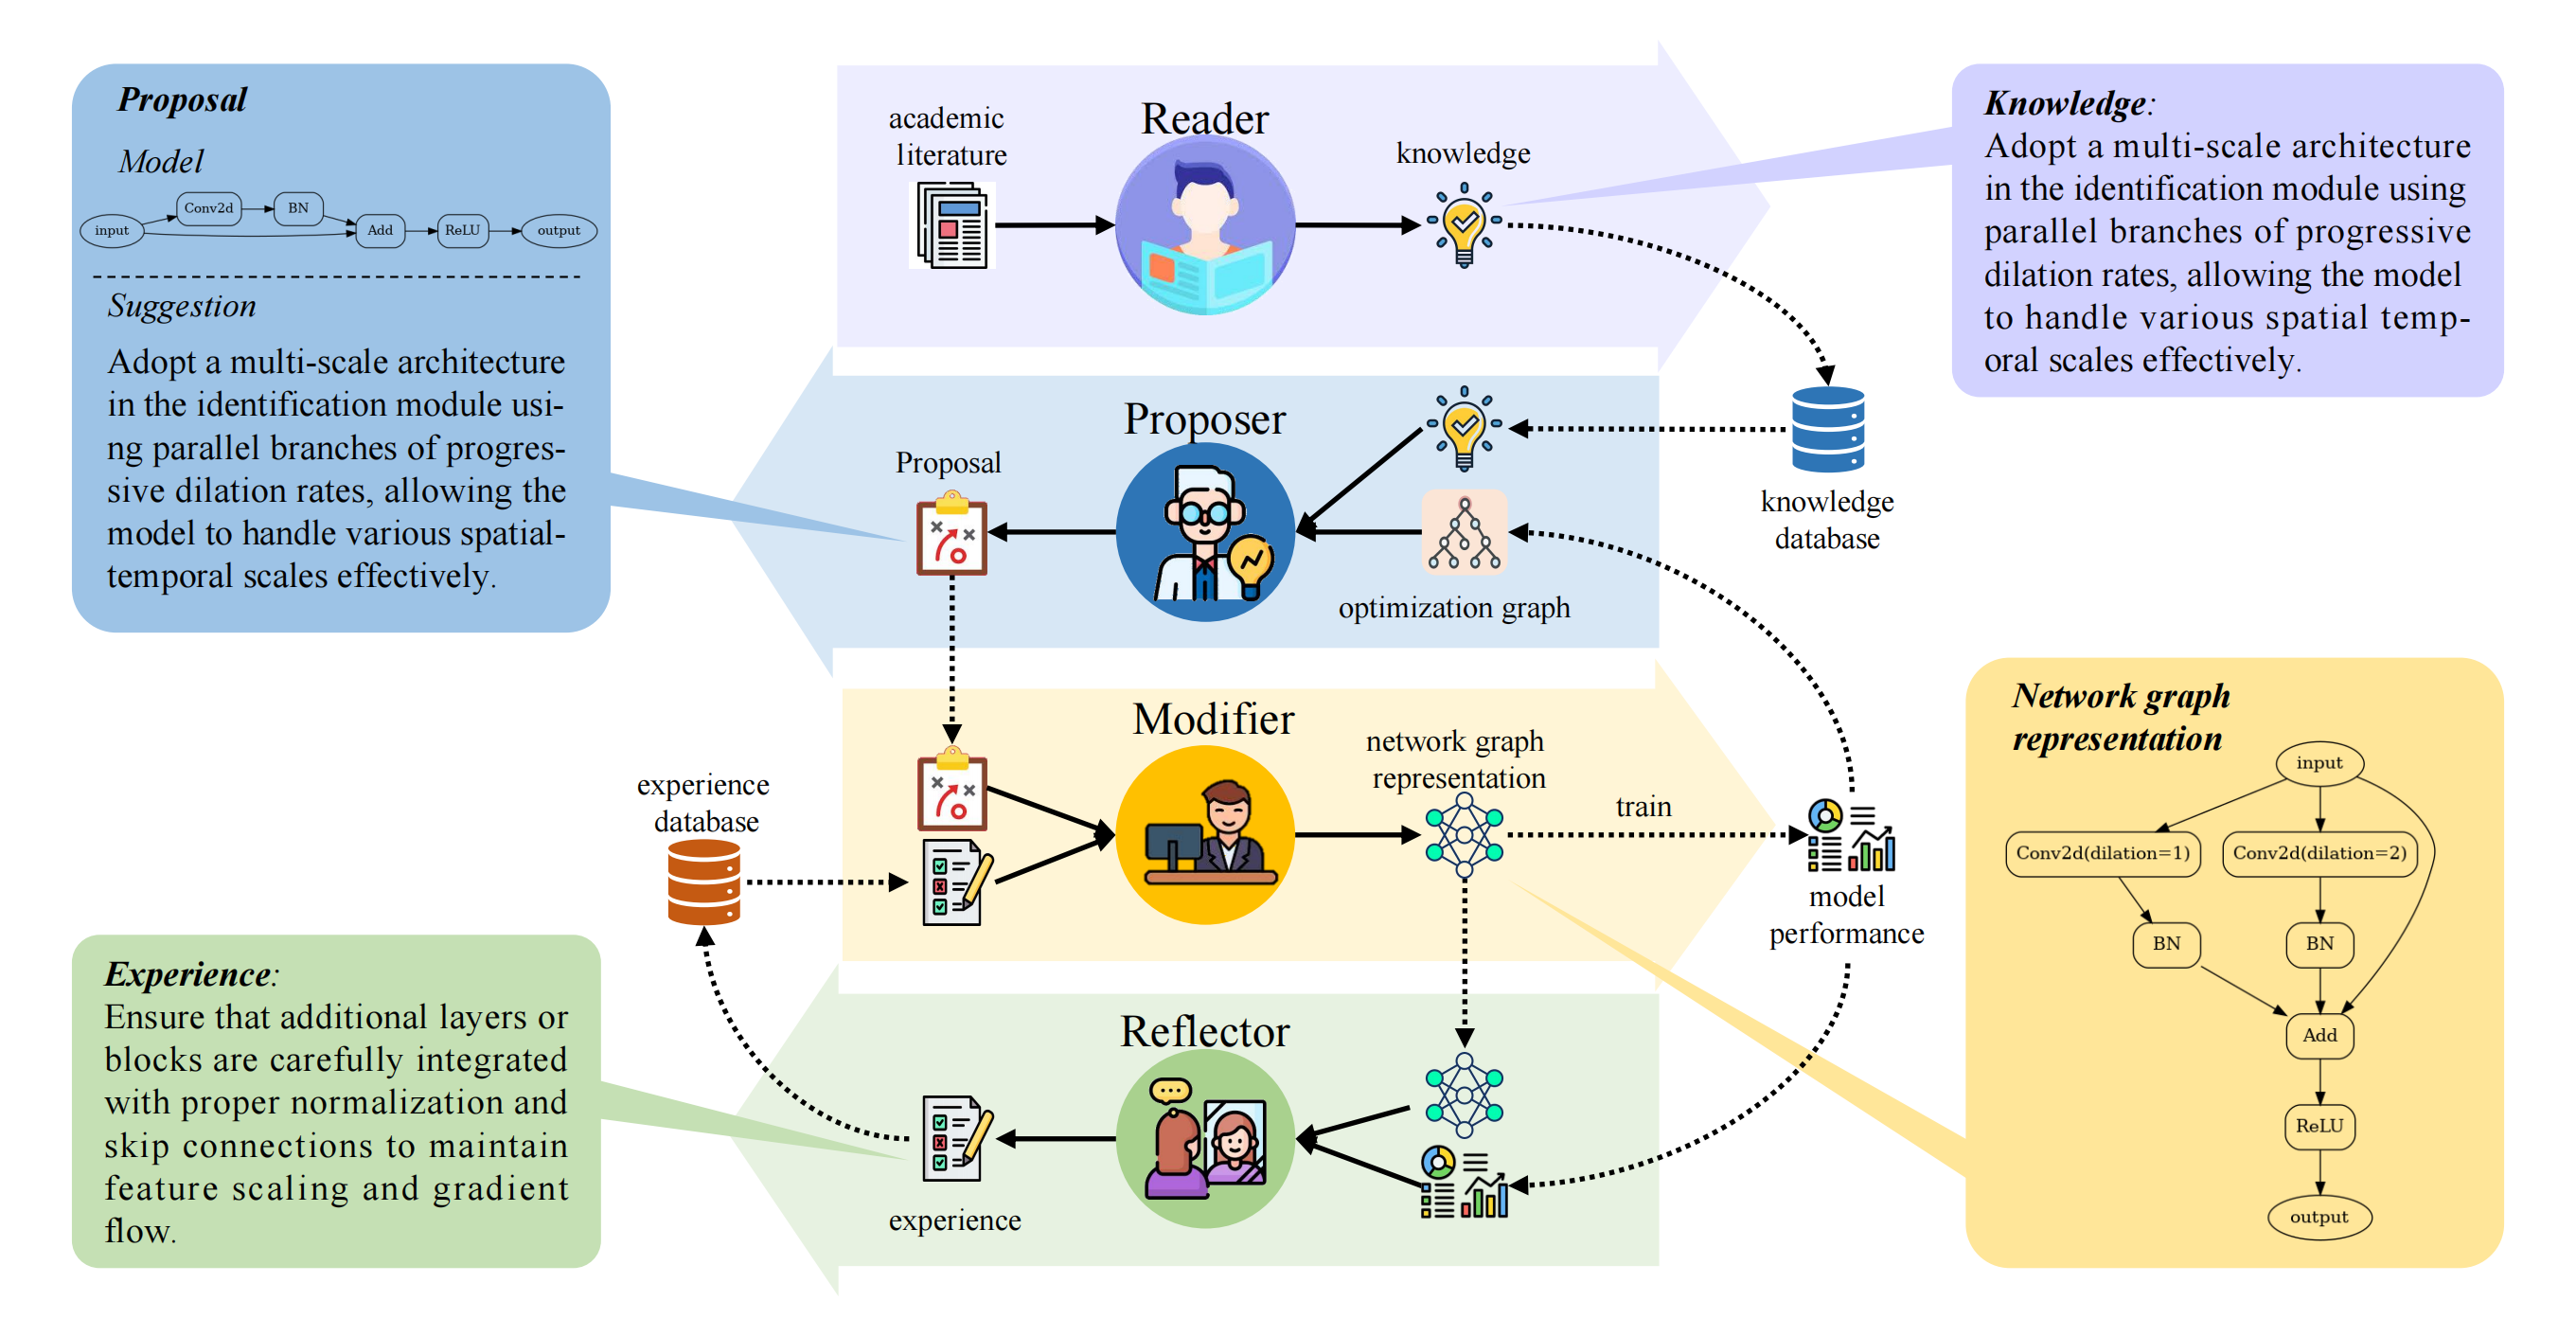 Proposal
Model
input
Conv2d
BN
Add
ReLU
output
Suggestion
Adopt a multi-scale architecture
in the identification module usi-
ng parallel branches of progres-
sive dilation rates, allowing the
model to handle various spatial-
temporal scales effectively.
academic
literature
Reader
knowledge
Knowledge:
Adopt a multi-scale architecture
in the identification module using
parallel branches of progressive
dilation rates, allowing the model
to handle various spatial temp-
oral scales effectively.
Proposal
Proposer
optimization graph
knowledge
database
experience
database
Modifier
network graph
representation
train
model
performance
Network graph
representation
input
Conv2d(dilation=1)
Conv2d(dilation=2)
BN
BN
Add
ReLU
output
Experience:
Ensure that additional layers or
blocks are carefully integrated
with proper normalization and
skip connections to maintain
feature scaling and gradient
flow.
Reflector
experience